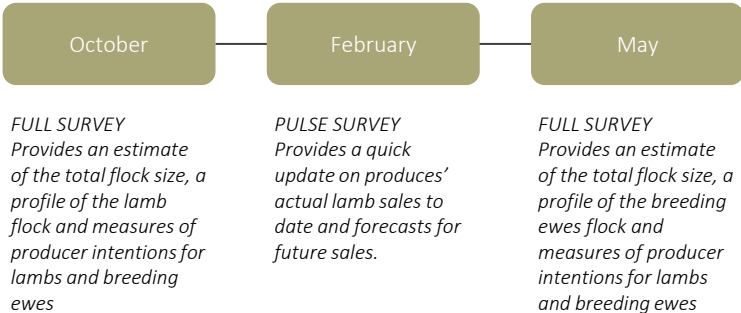 October
FULL SURVEY
Provides an estimate
of the total flock size, a
profile of the lamb
flock and measures of
producer intentions for
lambs and breeding
ewes
February
PULSE SURVEY
Provides a quick
update on produces’
actual lamb sales to
date and forecasts for
future sales.
May
FULL SURVEY
Provides an estimate
of the total flock size, a
profile of the breeding
ewes flock and
measures of producer
intentions for lambs
and breeding ewes